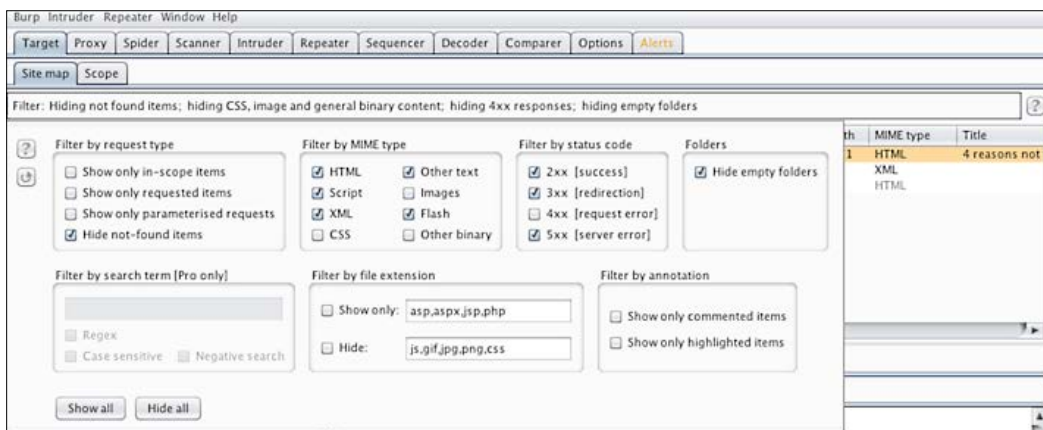 Burp Intruder Repeater Window Help
Target Proxy Spider Scanner Intruder Repeater Sequencer Decoder Comparer Options Alerts
Site map Scope
Filter: Hiding not found items; hiding CSS, image and general binary content; hiding 4xx responses; hiding empty folders ?
th MIME type Title
1 HTML 4 reasons not
XML
HTML
?
Filter by request type
Show only in-scope items
Show only requested items
Show only parameterised requests
Hide not-found items
Filter by MIME type
HTML Other text
Script Images
XML Flash
CSS Other binary
Filter by status code
2xx [success]
3xx [redirection]
4xx [request error]
5xx [server error]
Folders
Hide empty folders
Filter by search term [Pro only]
Regex
Case sensitive Negative search
Filter by file extension
Show only: asp,aspx,jsp,php
Hide: js,gif,jpg,png,css
Filter by annotation
Show only commented items
Show only highlighted items
Show all Hide all